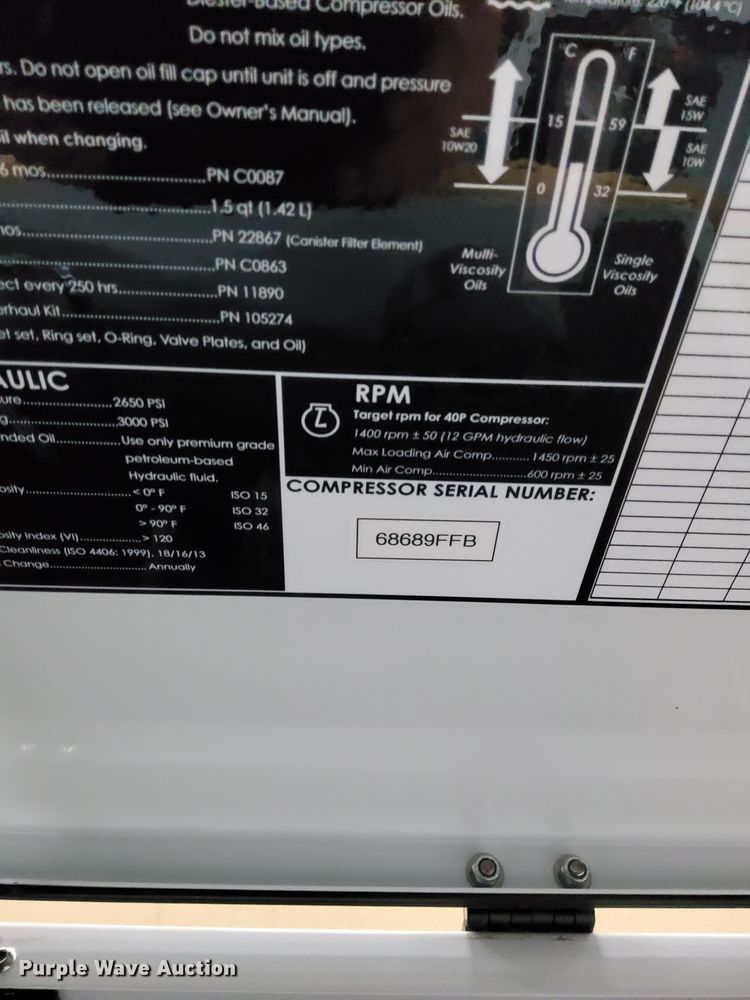 Diester-Based Compressor Oils.
Do not mix oil types.
rs. Do not open oil fill cap until unit is off and pressure
has been released (see Owner's Manual).
il when changing.
6 mos..............................PN C0087
1.5 qt (1.42 L)
nos..............................PN 22867 (Canister Filter Element)
PN C0863
ect every 250 hrs....................PN 11890
erhaul Kit..............................PN 105274
et set, Ring set, O-Ring, Valve Plates, and Oil)
Temperature: 220°F (104.4 °C)
°C °F
SAE 15W
15 59
SAE 10W20
SAE 10W
0 32
Multi-Viscosity Oils
Single Viscosity Oils
AULIC
ure....................2650 PSI
g....................3000 PSI
nded Oil..............Use only premium grade
petroleum-based
Hydraulic fluid.
osity....................< 0° F ISO 15
0° - 90° F ISO 32
> 90° F ISO 46
osity Index (VI)..................> 120
Cleanliness (ISO 4406: 1999), 18/16/13
Change....................Annually
RPM
Target rpm for 40P Compressor:
1400 rpm ± 50 (12 GPM hydraulic flow)
Max Loading Air Comp..........1450 rpm ± 25
Min Air Comp.........................600 rpm ± 25
COMPRESSOR SERIAL NUMBER:
68689FFB
Purple Wave Auction